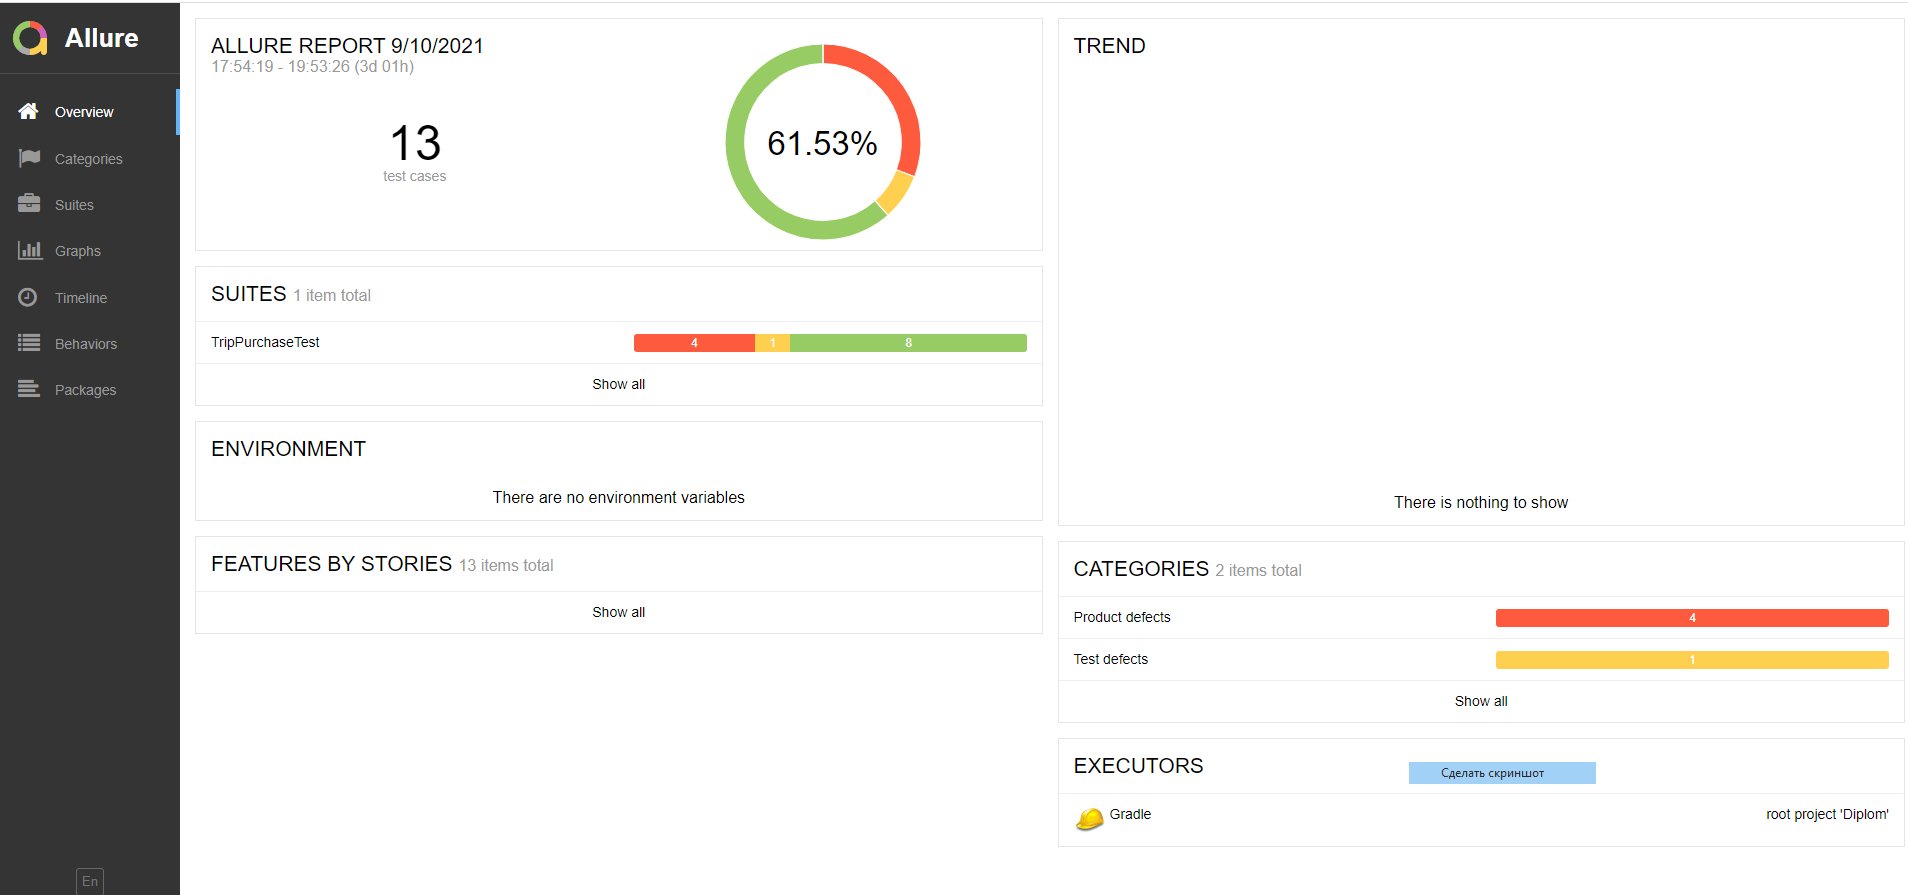 Allure
Overview
Categories
Suites
Graphs
Timeline
Behaviors
Packages
En
ALLURE REPORT 9/10/2021
17:54:19 - 19:53:26 (3d 01h)
13
test cases
61.53%
SUITES 1 item total
TripPurchaseTest 4 1 8
Show all
ENVIRONMENT
There are no environment variables
FEATURES BY STORIES 13 items total
Show all
TREND
There is nothing to show
CATEGORIES 2 items total
Product defects 4
Test defects 1
Show all
EXECUTORS
Сделать скриншот
Gradle root project 'Diplom'